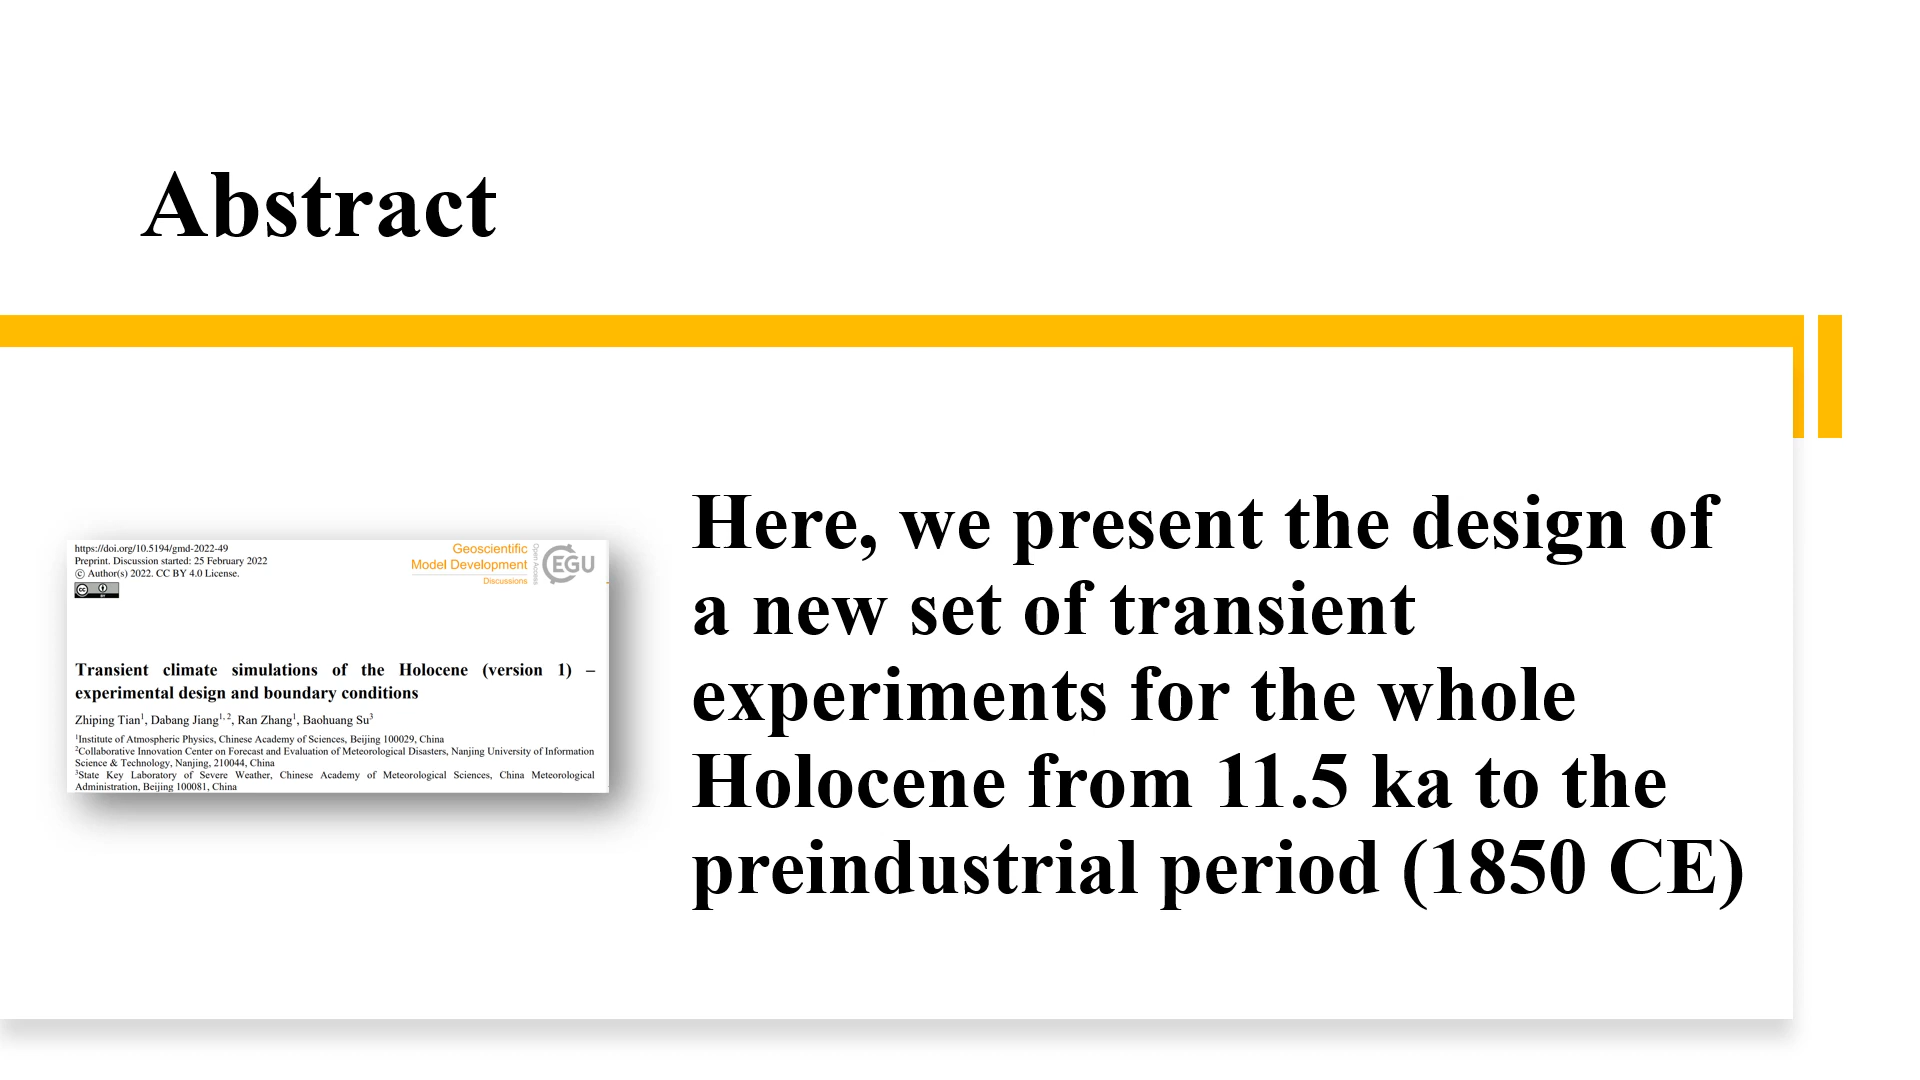 Abstract
https://doi.org/10.5194/gmd-2022-49
Preprint. Discussion started: 25 February 2022
© Author(s) 2022. CC BY 4.0 License.
CC BY
Geoscientific
Model Development
Discussions
Open Access
EGU
Transient climate simulations of the Holocene (version 1) –
experimental design and boundary conditions
Zhiping Tian1, Dabang Jiang1, 2, Ran Zhang1, Baohuang Su3
1Institute of Atmospheric Physics, Chinese Academy of Sciences, Beijing 100029, China
2Collaborative Innovation Center on Forecast and Evaluation of Meteorological Disasters, Nanjing University of Information
Science & Technology, Nanjing, 210044, China
3State Key Laboratory of Severe Weather, Chinese Academy of Meteorological Sciences, China Meteorological
Administration, Beijing 100081, China
Here, we present the design of
a new set of transient
experiments for the whole
Holocene from 11.5 ka to the
preindustrial period (1850 CE)